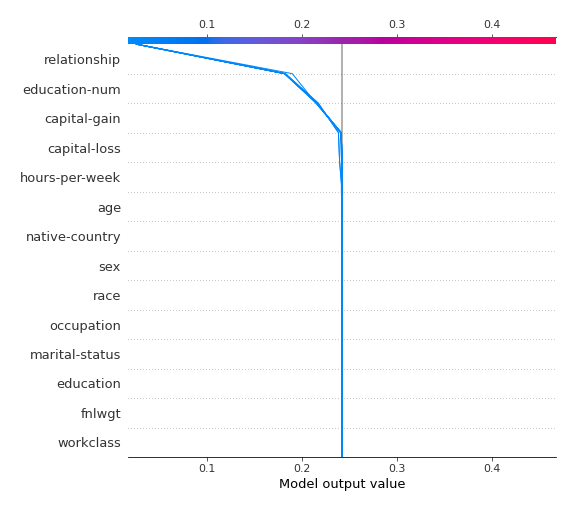 0.1 0.2 0.3 0.4
relationship
education-num
capital-gain
capital-loss
hours-per-week
age
native-country
sex
race
occupation
marital-status
education
fnlwgt
workclass
0.1 0.2 0.3 0.4
Model output value